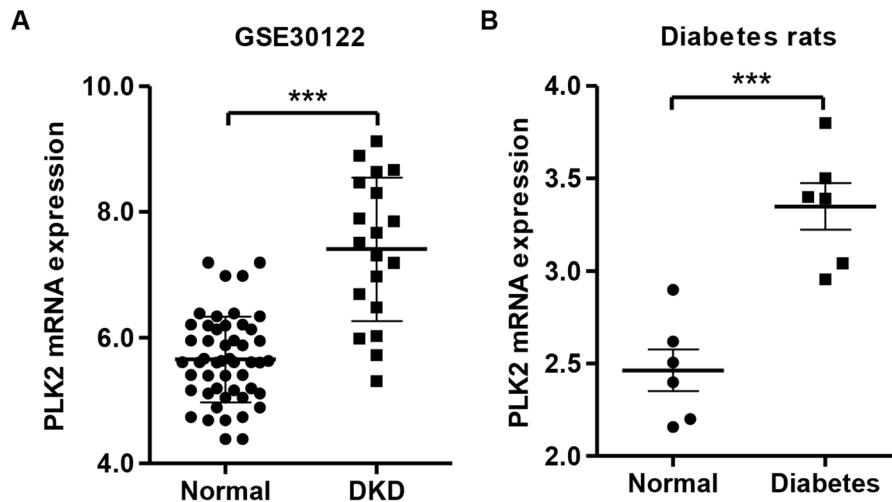 A
GSE30122
PLK2 mRNA expression
10.0
8.0
6.0
4.0
***
Normal
DKD
B
Diabetes rats
PLK2 mRNA expression
4.0
3.5
3.0
2.5
2.0
***
Normal
Diabetes